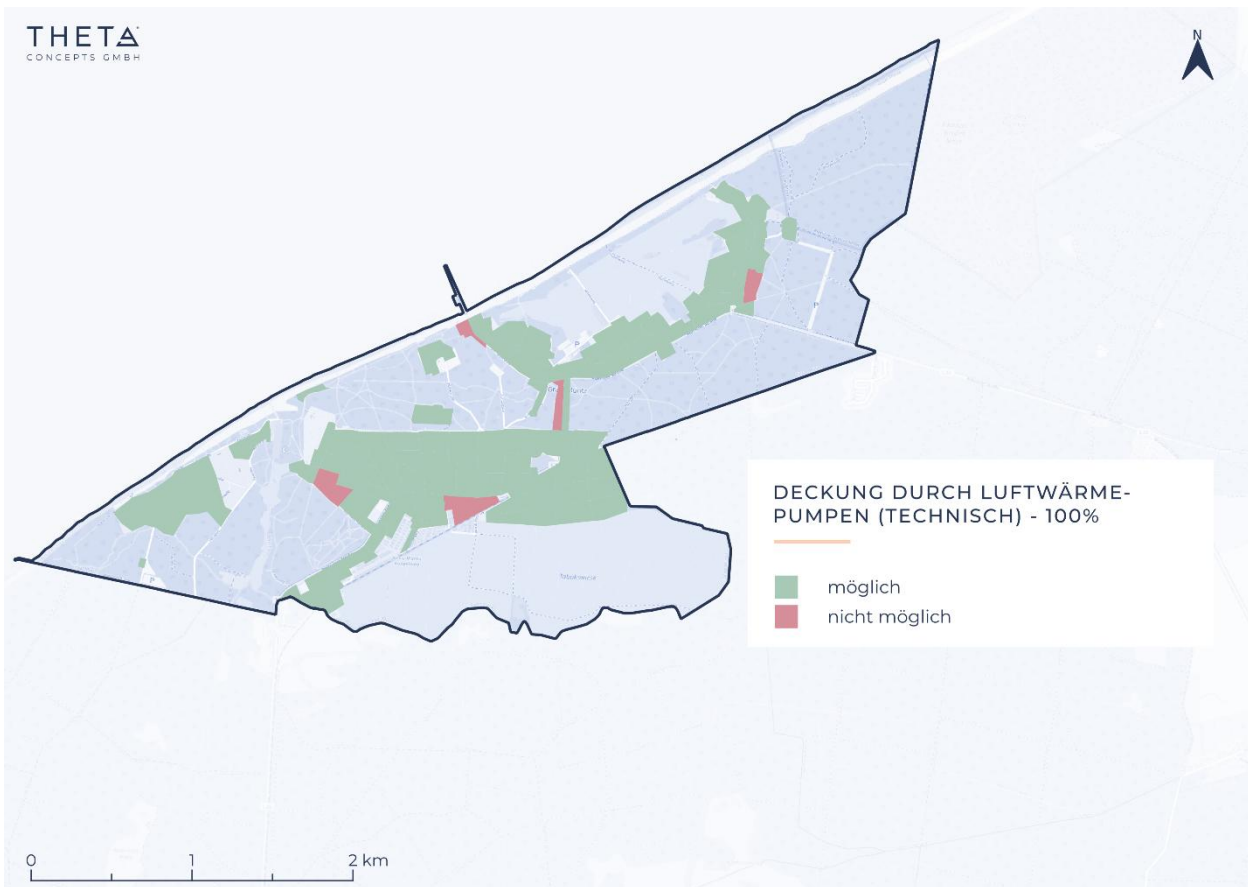 THETA
CONCEPTS GMBH
N
P
P
P
DECKUNG DURCH LUFTWÄRME-
PUMPEN (TECHNISCH) - 100%
möglich
nicht möglich
0 1 2 km